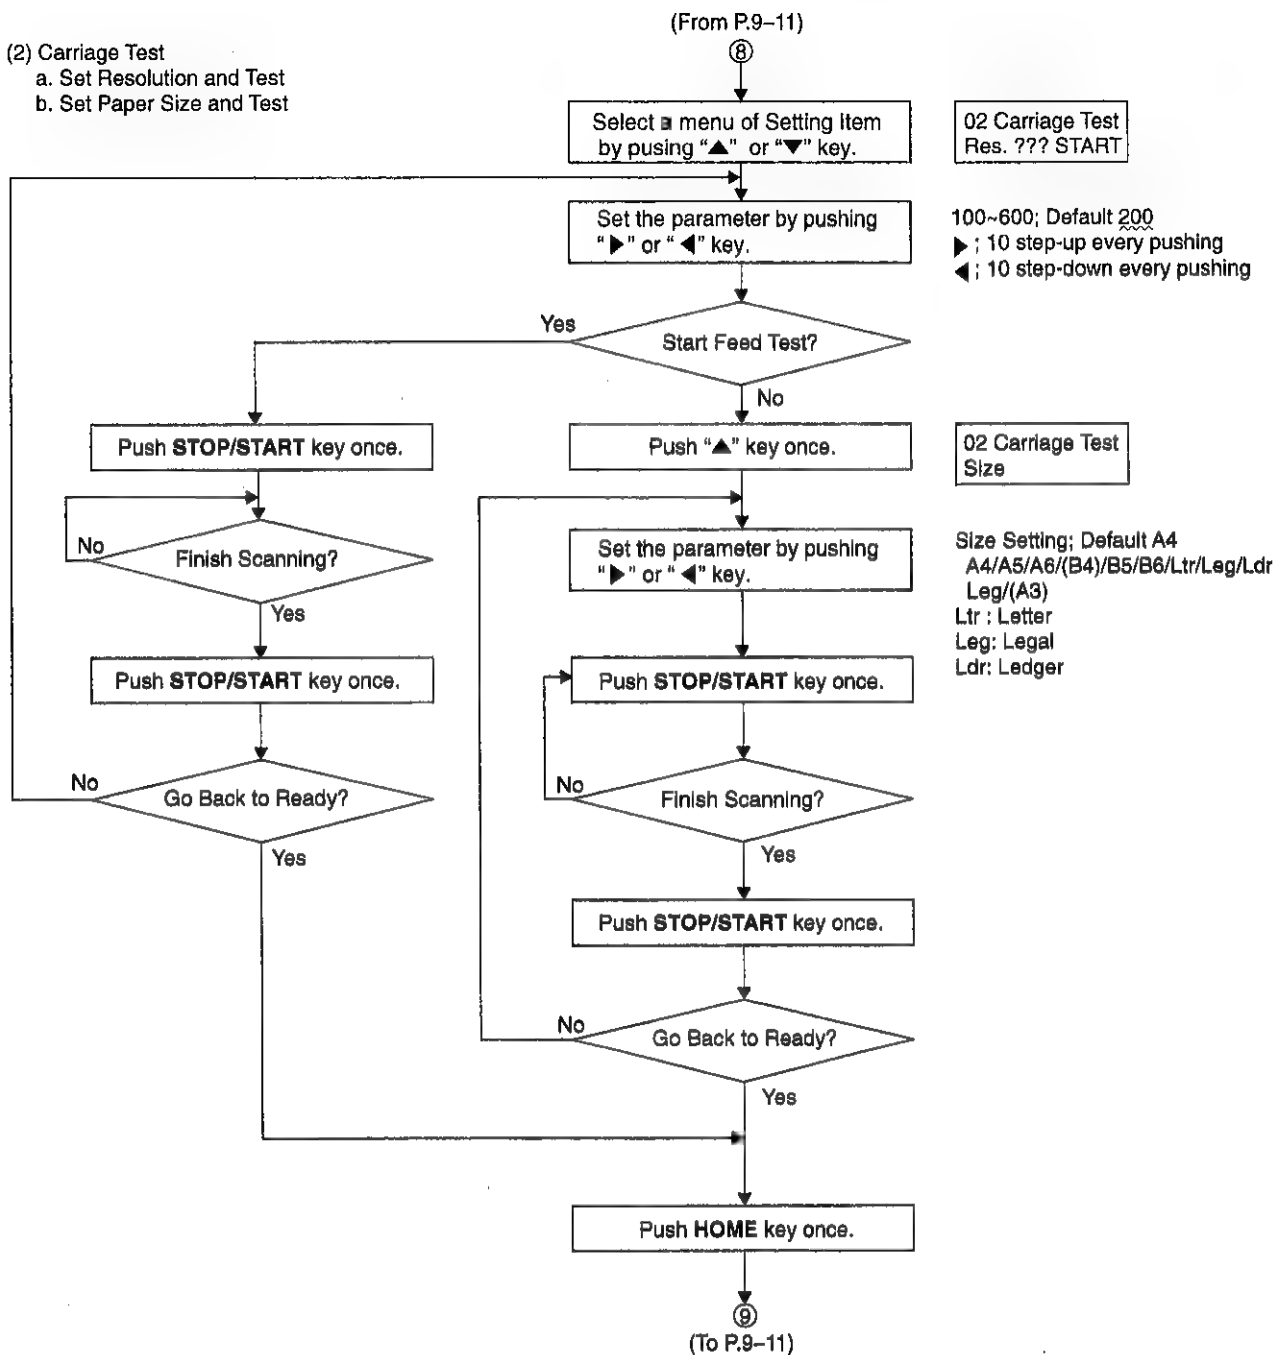 (From P.9–11)
(2) Carriage Test
a. Set Resolution and Test
b. Set Paper Size and Test
⑧
Select a menu of Setting Item
by pusing “▲” or “▼” key.
02 Carriage Test
Res. ??? START
Set the parameter by pushing
“▶” or “◀” key.
100~600; Default 200
▶ ; 10 step-up every pushing
◀ ; 10 step-down every pushing
Start Feed Test?
Yes
No
Push STOP/START key once.
Push “▲” key once.
02 Carriage Test
Size
Finish Scanning?
No
Yes
Set the parameter by pushing
“▶” or “◀” key.
Size Setting; Default A4
A4/A5/A6/(B4)/B5/B6/Ltr/Leg/Ldr
Leg/(A3)
Ltr : Letter
Leg: Legal
Ldr: Ledger
Push STOP/START key once.
Push STOP/START key once.
Go Back to Ready?
No
Yes
Finish Scanning?
No
Yes
Push STOP/START key once.
Go Back to Ready?
No
Yes
Push HOME key once.
⑨
(To P.9–11)